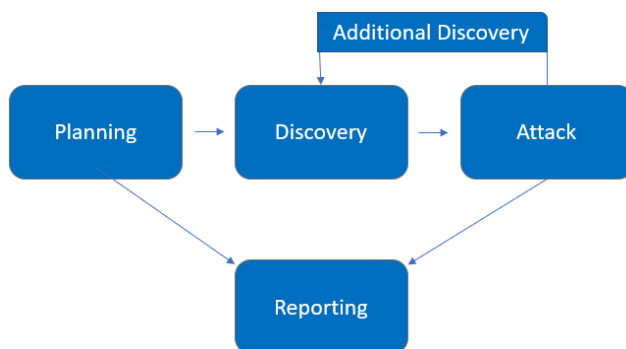 Additional Discovery
Planning
Discovery
Attack
Reporting